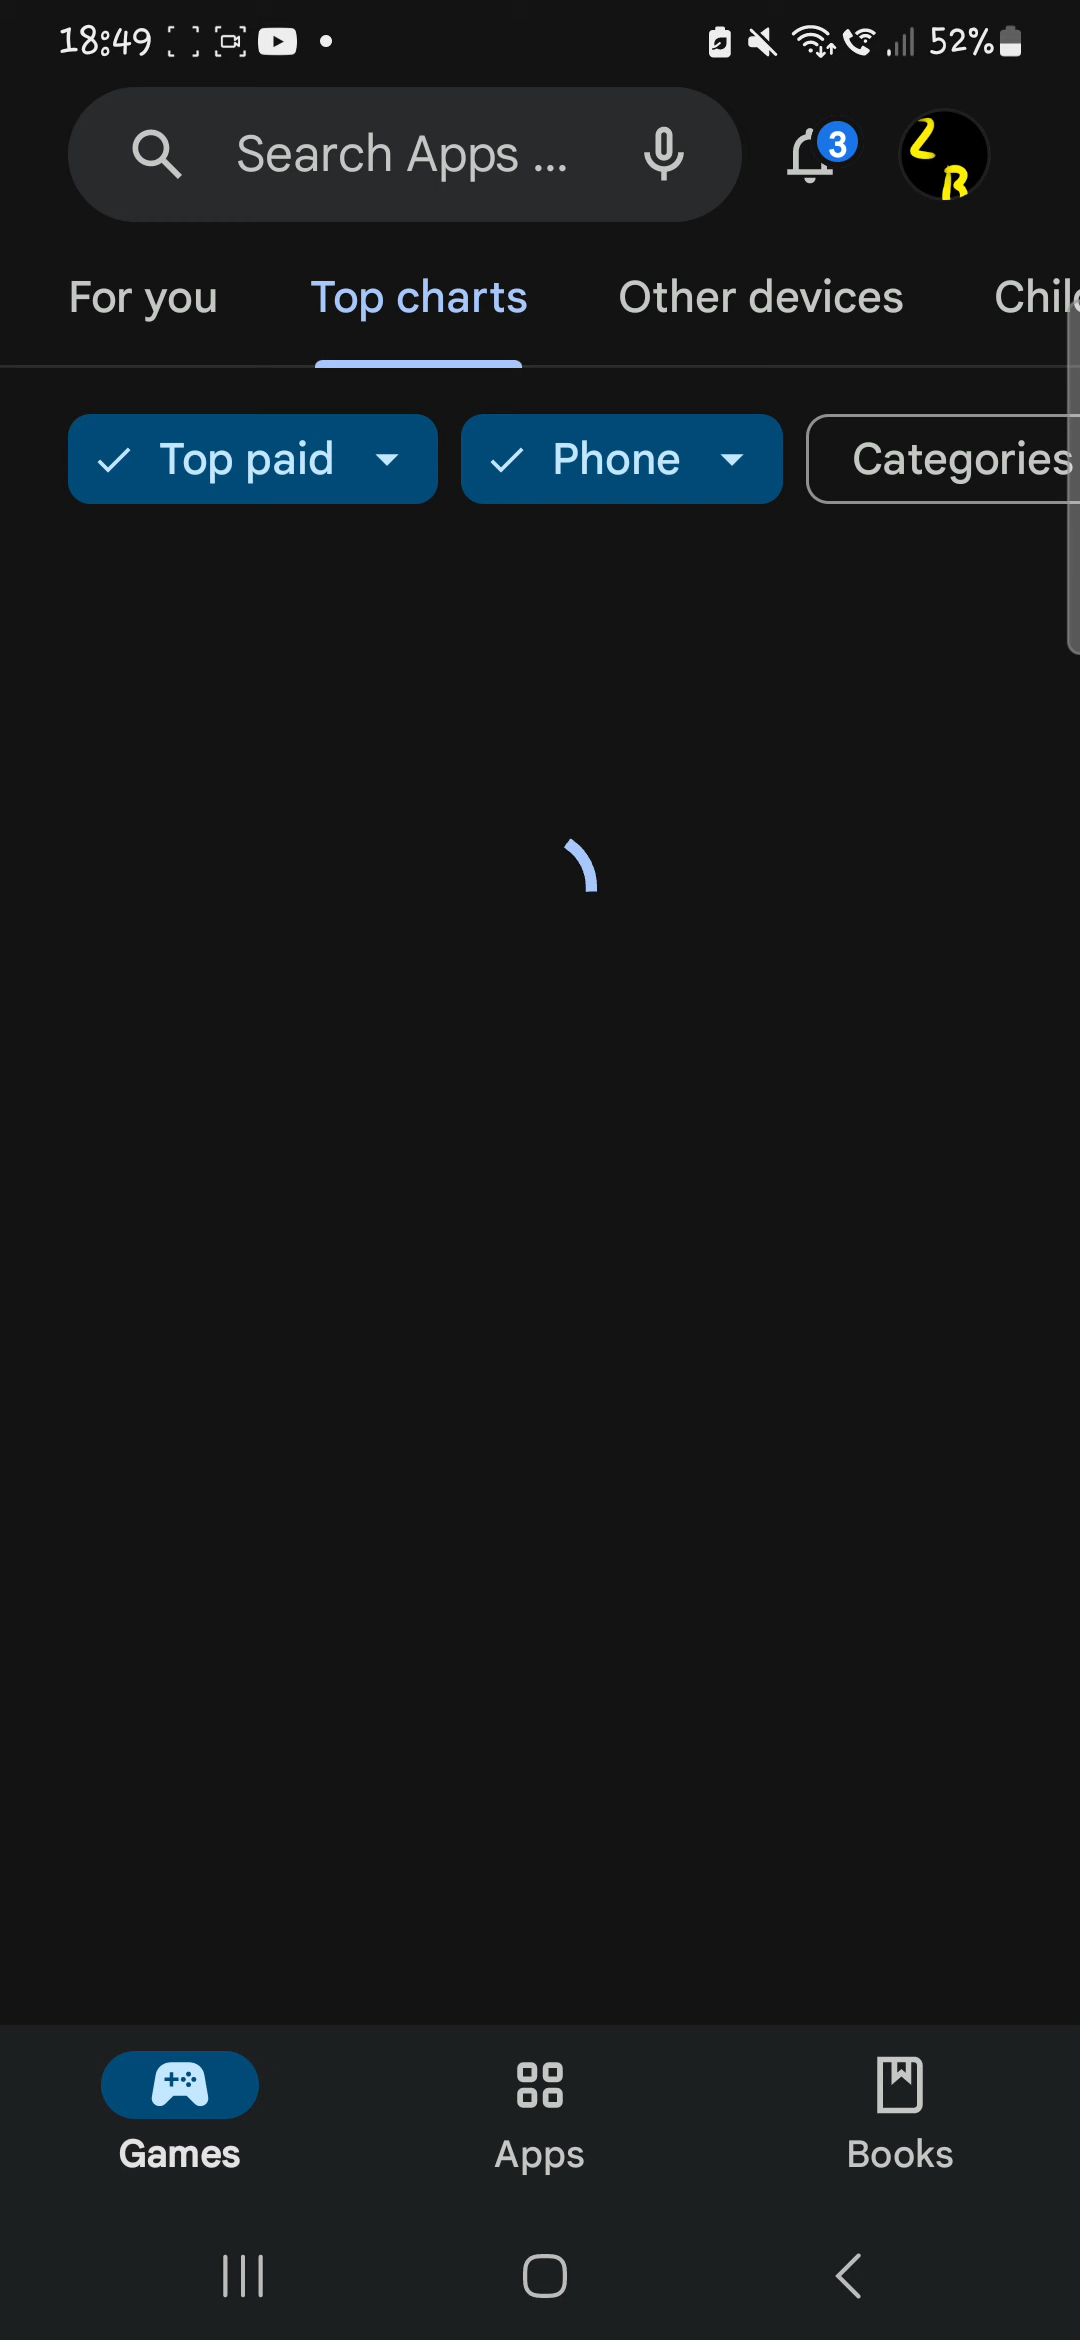 18:49 52%
Search Apps ... 3 Z B
For you Top charts Other devices Chil
Top paid Phone Categories
Games Apps Books